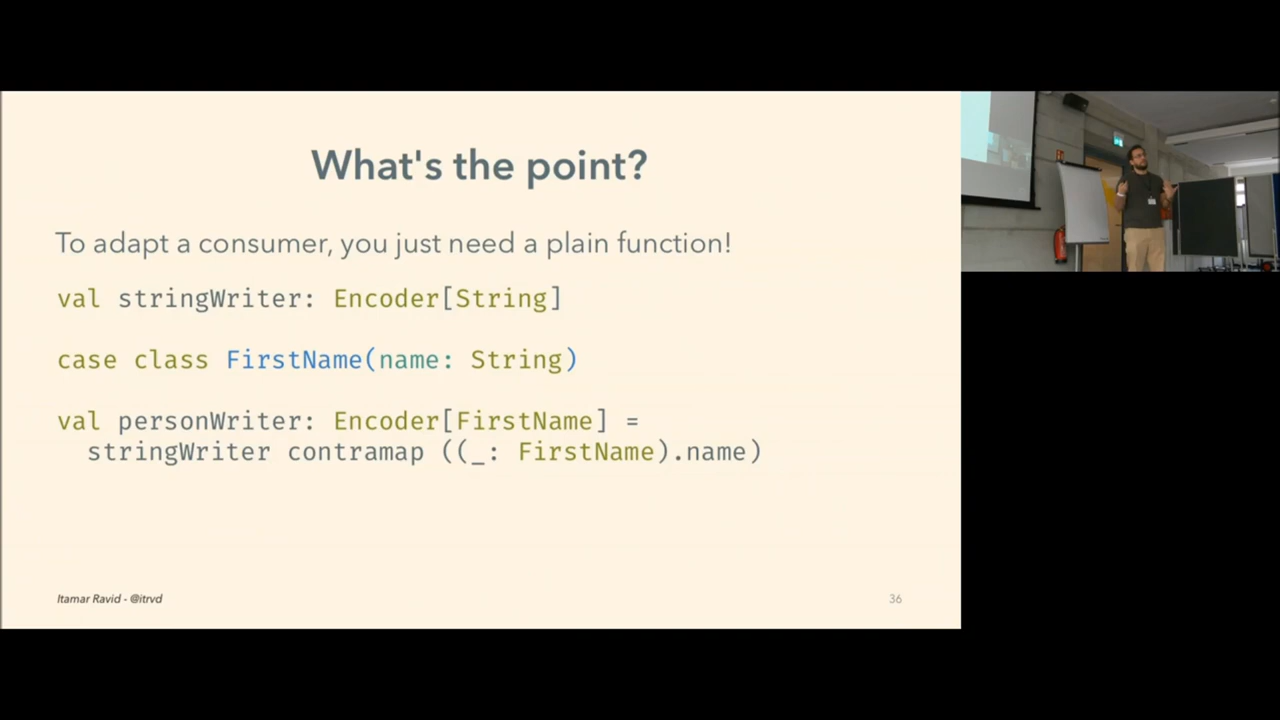 What's the point?
To adapt a consumer, you just need a plain function!
val stringWriter: Encoder[String]
case class FirstName(name: String)
val personWriter: Encoder[FirstName] =
stringWriter contramap ((_: FirstName).name)
Itamar Ravid - @itrvd
36